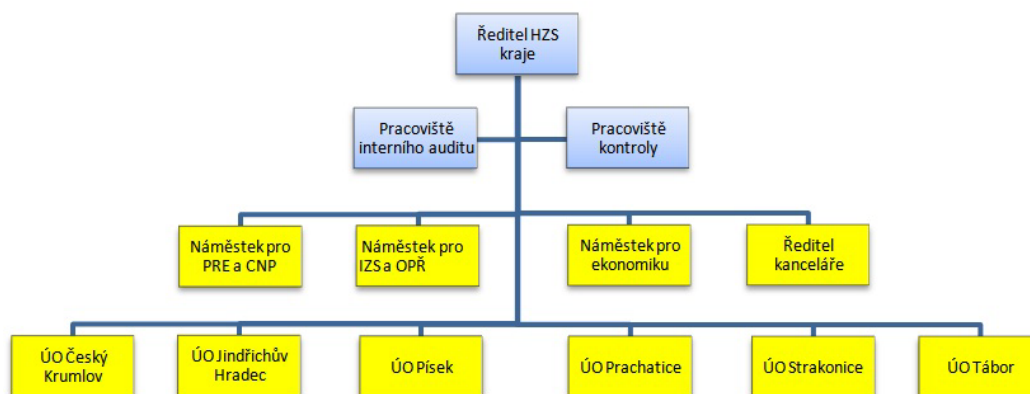 Ředitel HZS
kraje
Pracoviště
interního auditu
Pracoviště
kontroly
Náměstek pro
PRE a CNP
Náměstek pro
IZS a OPŘ
Náměstek pro
ekonomiku
Ředitel
kanceláře
ÚO Český
Krumlov
ÚO Jindřichův
Hradec
ÚO Písek
ÚO Prachatice
ÚO Strakonice
ÚO Tábor